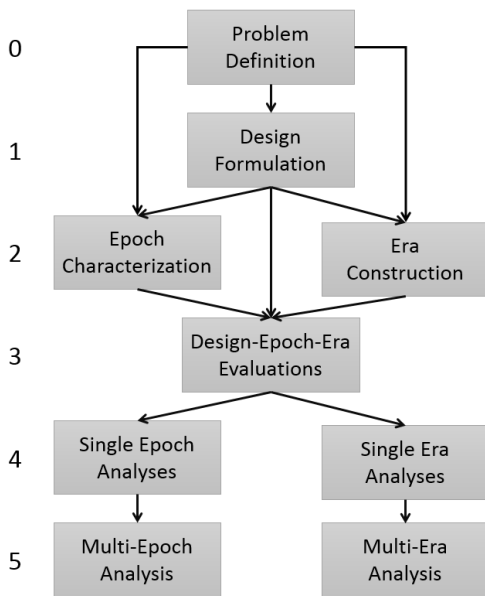 0
Problem
Definition
1
Design
Formulation
2
Epoch
Characterization
Era
Construction
3
Design-Epoch-Era
Evaluations
4
Single Epoch
Analyses
Single Era
Analyses
5
Multi-Epoch
Analysis
Multi-Era
Analysis